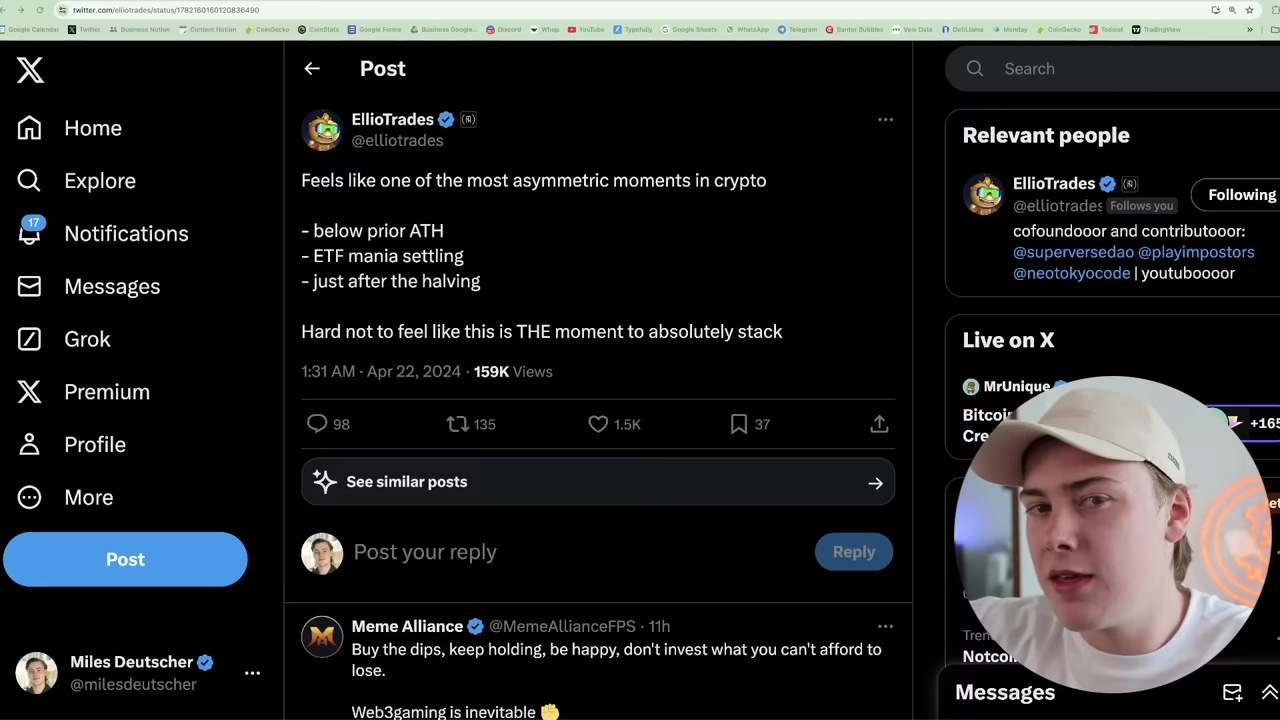 twitter.com/elliotrades/status/1782160160120836490
Google Calendar
Twitter
Business Notion
Content Notion
CoinGecko
CoinStats
Google Forms
Business Google...
Discord
Whop
YouTube
Typefully
Google Sheets
WhatsApp
Telegram
Banter Bubbles
Velo Data
DefiLlama
Monday
CoinGecko
Todoist
TradingView
Home
Explore
17
Notifications
Messages
Grok
Premium
Profile
More
Post
Miles Deutscher
@milesdeutscher
Post
EllioTrades
@elliotrades
Feels like one of the most asymmetric moments in crypto
- below prior ATH
- ETF mania settling
- just after the halving
Hard not to feel like this is THE moment to absolutely stack
1:31 AM · Apr 22, 2024 · 159K Views
98
135
1.5K
37
See similar posts
Post your reply
Reply
Meme Alliance @MemeAllianceFPS · 11h
Buy the dips, keep holding, be happy, don't invest what you can't afford to
lose.
Web3gaming is inevitable ✊
Search
Relevant people
EllioTrades
Following
@elliotrades Follows you
cofoundooor and contributooor:
@superversedao @playimpostors
@neotokyocode | youtuboooor
Live on X
MrUnique
Bitcoi
+165
Cre
Trend
Notcoin
Messages